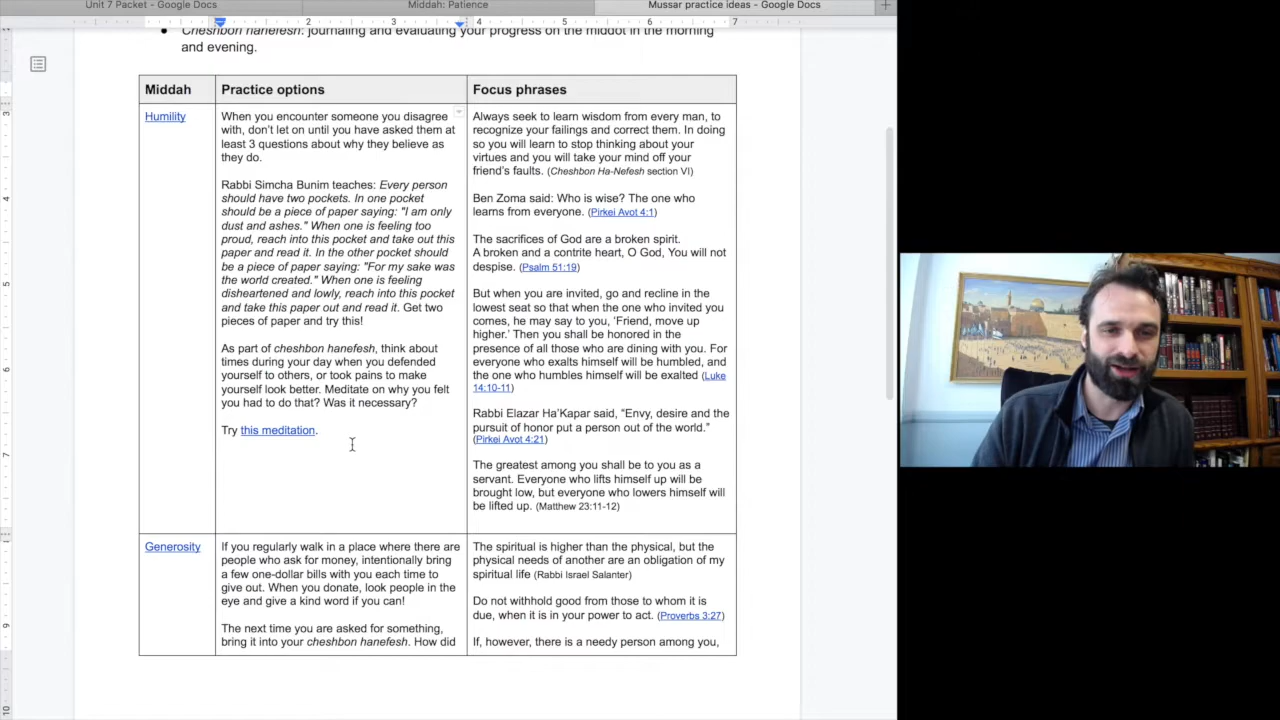 Unit 7 Packet - Google Docs
Middah: Patience
Mussar practice ideas - Google Docs
+
2 3 4 5 6 7
Cheshbon hanefesh: journaling and evaluating your progress on the middot in the morning
and evening.
Middah
Practice options
Focus phrases
Humility
When you encounter someone you disagree
with, don’t let on until you have asked them at
least 3 questions about why they believe as
they do.
Rabbi Simcha Bunim teaches: Every person
should have two pockets. In one pocket
should be a piece of paper saying: "I am only
dust and ashes." When one is feeling too
proud, reach into this pocket and take out this
paper and read it. In the other pocket should
be a piece of paper saying: "For my sake was
the world created." When one is feeling
disheartened and lowly, reach into this pocket
and take this paper out and read it. Get two
pieces of paper and try this!
As part of cheshbon hanefesh, think about
times during your day when you defended
yourself to others, or took pains to make
yourself look better. Meditate on why you felt
you had to do that? Was it necessary?
Try this meditation.
Always seek to learn wisdom from every man, to
recognize your failings and correct them. In doing
so you will learn to stop thinking about your
virtues and you will take your mind off your
friend’s faults. (Cheshbon Ha-Nefesh section VI)
Ben Zoma said: Who is wise? The one who
learns from everyone. (Pirkei Avot 4:1)
The sacrifices of God are a broken spirit.
A broken and a contrite heart, O God, You will not
despise. (Psalm 51:19)
But when you are invited, go and recline in the
lowest seat so that when the one who invited you
comes, he may say to you, ‘Friend, move up
higher.’ Then you shall be honored in the
presence of all those who are dining with you. For
everyone who exalts himself will be humbled, and
the one who humbles himself will be exalted (Luke
14:10-11)
Rabbi Elazar Ha’Kapar said, “Envy, desire and the
pursuit of honor put a person out of the world.”
(Pirkei Avot 4:21)
The greatest among you shall be to you as a
servant. Everyone who lifts himself up will be
brought low, but everyone who lowers himself will
be lifted up. (Matthew 23:11-12)
Generosity
If you regularly walk in a place where there are
people who ask for money, intentionally bring
a few one-dollar bills with you each time to
give out. When you donate, look people in the
eye and give a kind word if you can!
The next time you are asked for something,
bring it into your cheshbon hanefesh. How did
The spiritual is higher than the physical, but the
physical needs of another are an obligation of my
spiritual life (Rabbi Israel Salanter)
Do not withhold good from those to whom it is
due, when it is in your power to act. (Proverbs 3:27)
If, however, there is a needy person among you,